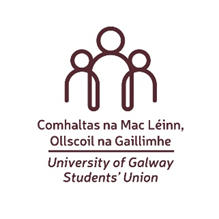 Comhaltas na Mac Léinn,
Ollscoil na Gaillimhe
University of Galway
Students' Union